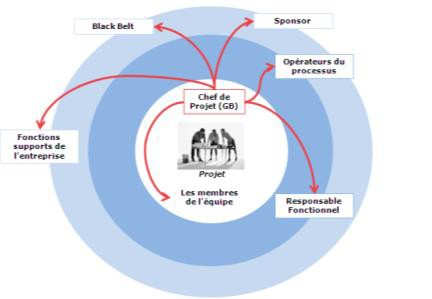 Black Belt
Sponsor
Opérateurs du
processus
Chef de
Projet (GB)
Fonctions
supports de
l'entreprise
Projet
Les membres
de l'équipe
Responsable
Fonctionnel